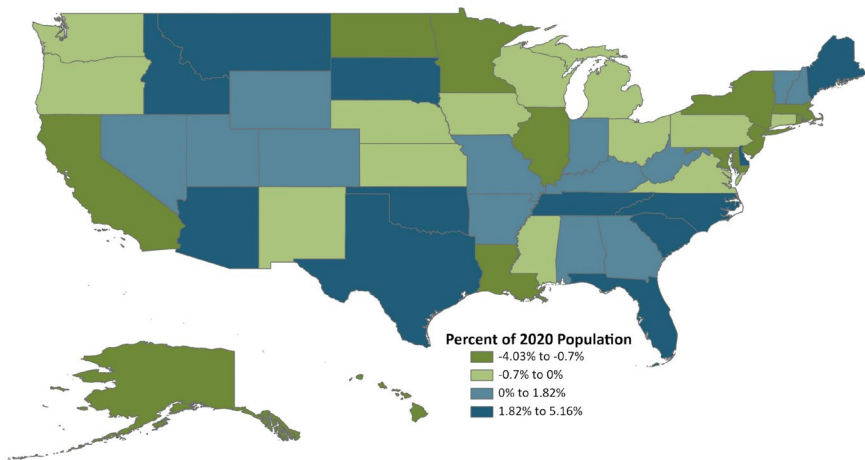 Percent of 2020 Population
-4.03% to -0.7%
-0.7% to 0%
0% to 1.82%
1.82% to 5.16%